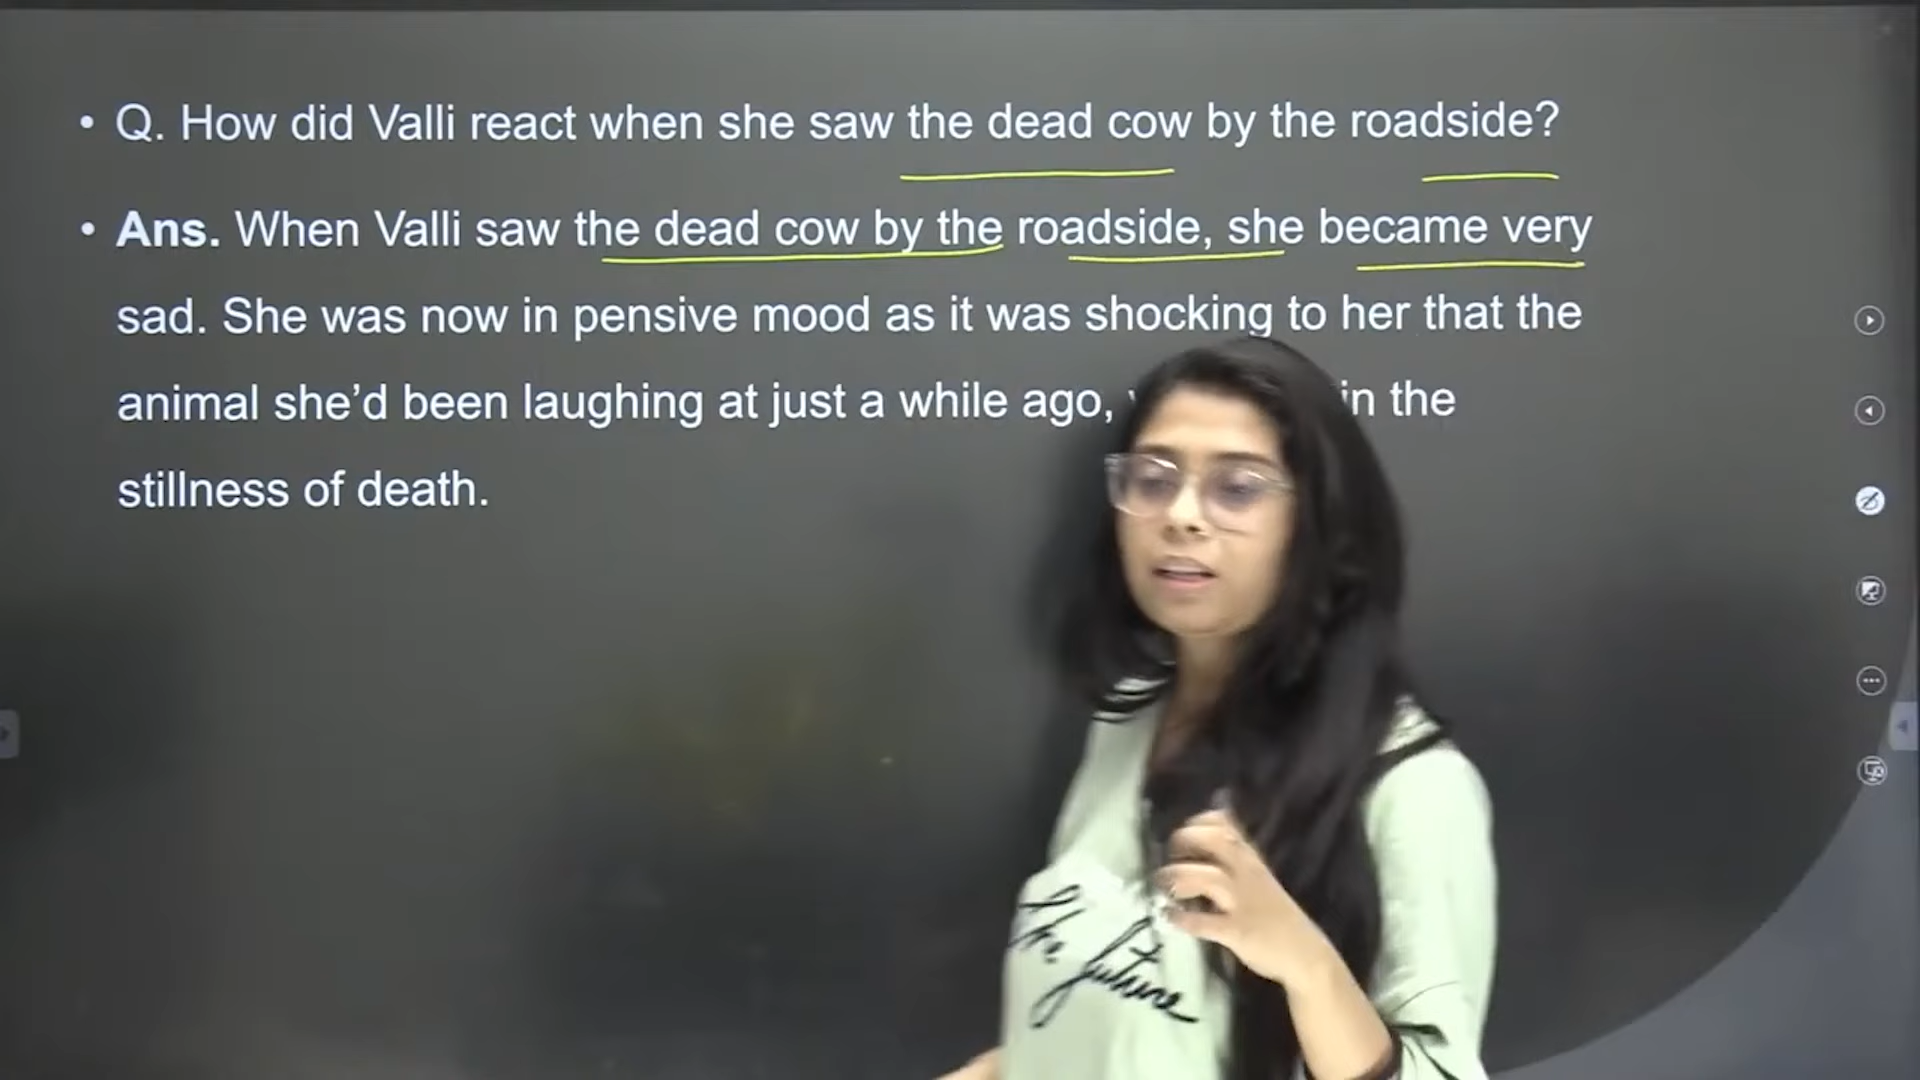 • Q. How did Valli react when she saw the dead cow by the roadside?
• Ans. When Valli saw the dead cow by the roadside, she became very
sad. She was now in pensive mood as it was shocking to her that the
animal she’d been laughing at just a while ago, in the
stillness of death.
the future